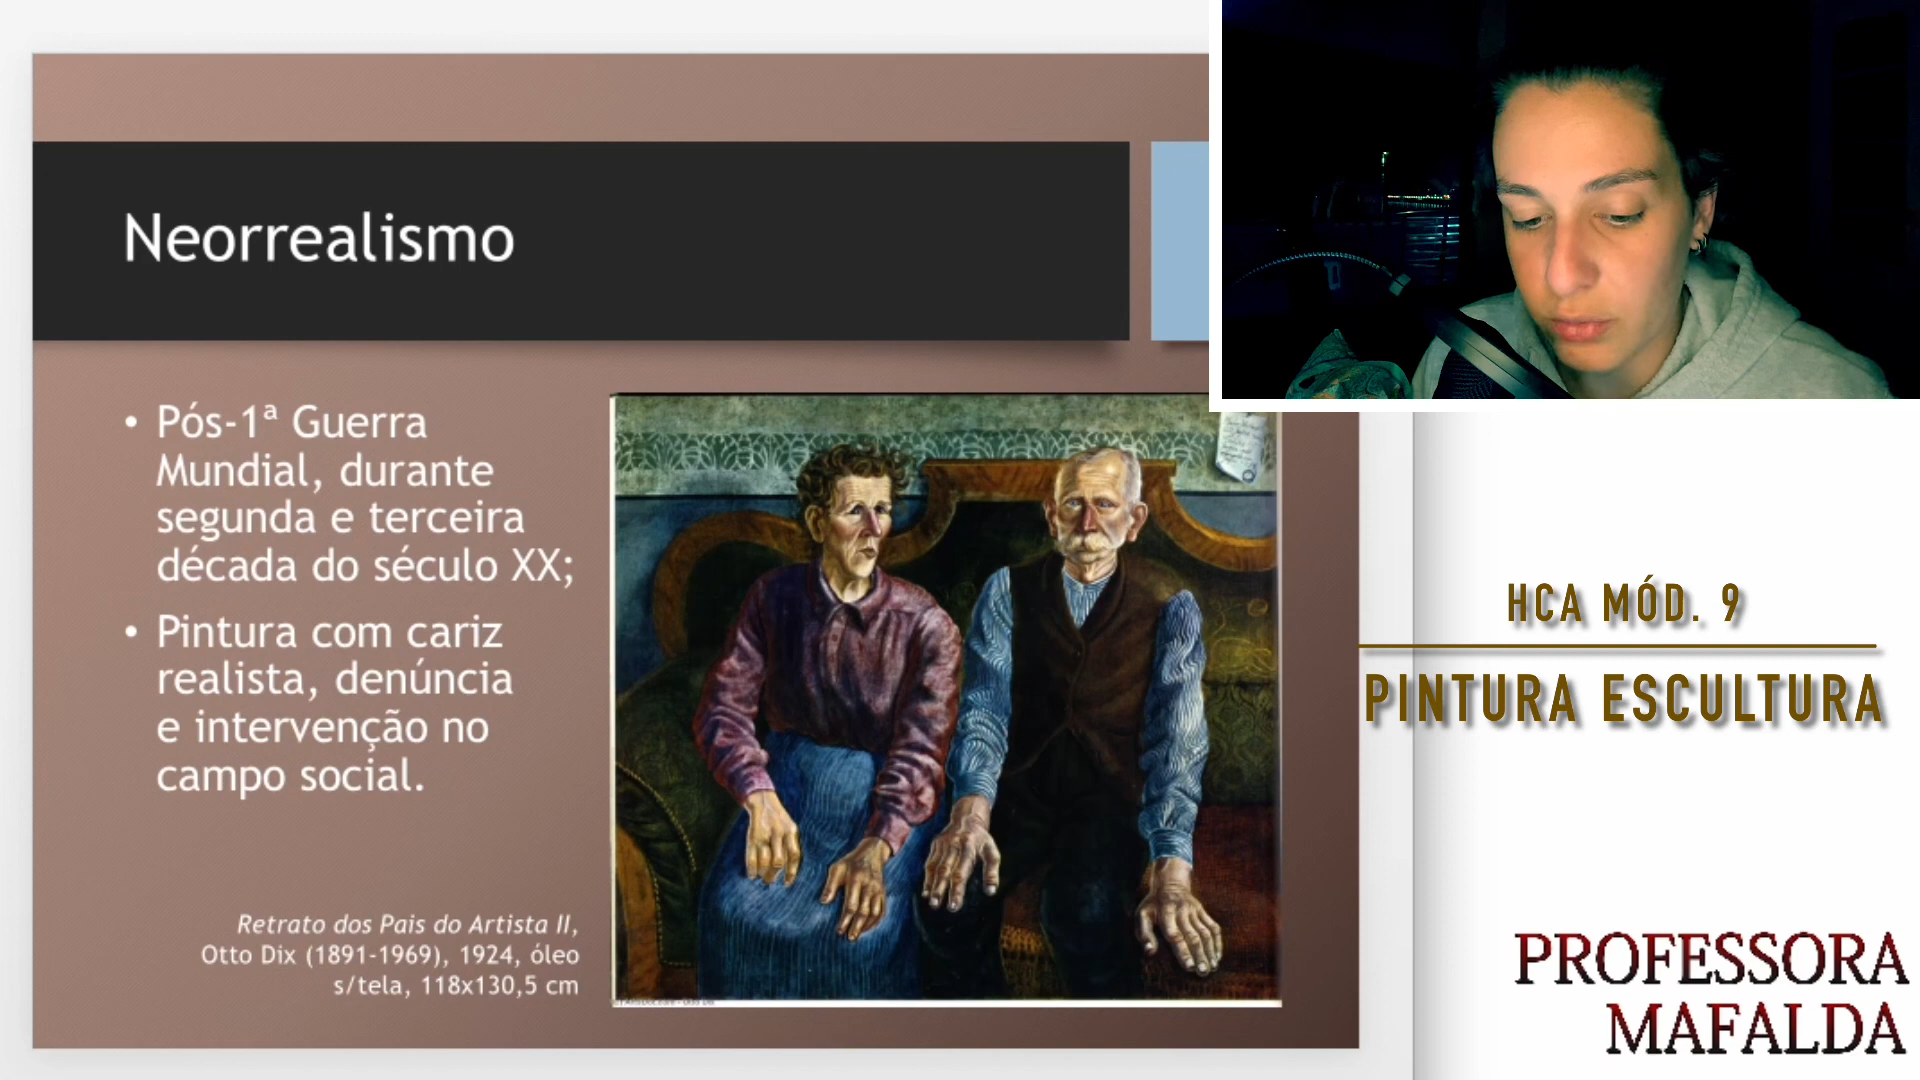 Neorrealismo
• Pós-1ª Guerra
Mundial, durante
segunda e terceira
década do século XX;
• Pintura com cariz
realista, denúncia
e intervenção no
campo social.
Retrato dos Pais do Artista II,
Otto Dix (1891-1969), 1924, óleo
s/tela, 118x130,5 cm
HCA MÓD. 9
PINTURA ESCULTURA
PROFESSORA
MAFALDA